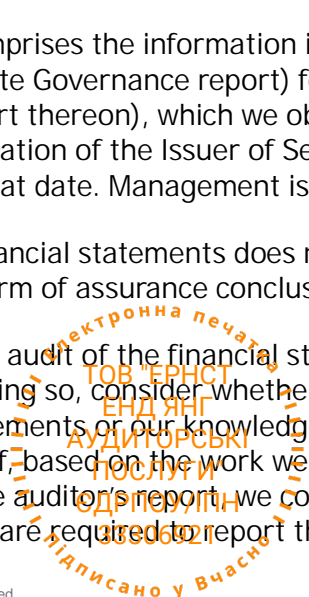 mprises the information i
te Governance report) f
rt thereon), which we ob
ation of the Issuer of Se
at date. Management is
ancial statements does
rm of assurance conclus
audit of the financial st
ing so, consider whethe
ements or our knowledg
f, based on the work we
e auditor's report, we co
are required to report th
ed
Електронна печатка
ТОВ "ЕРНСТ
ЕНД ЯНГ
АУДИТОРСЬКІ
ПОСЛУГИ"
ЄДРПОУ/ІПН
33306921
Підписано у Вчасно